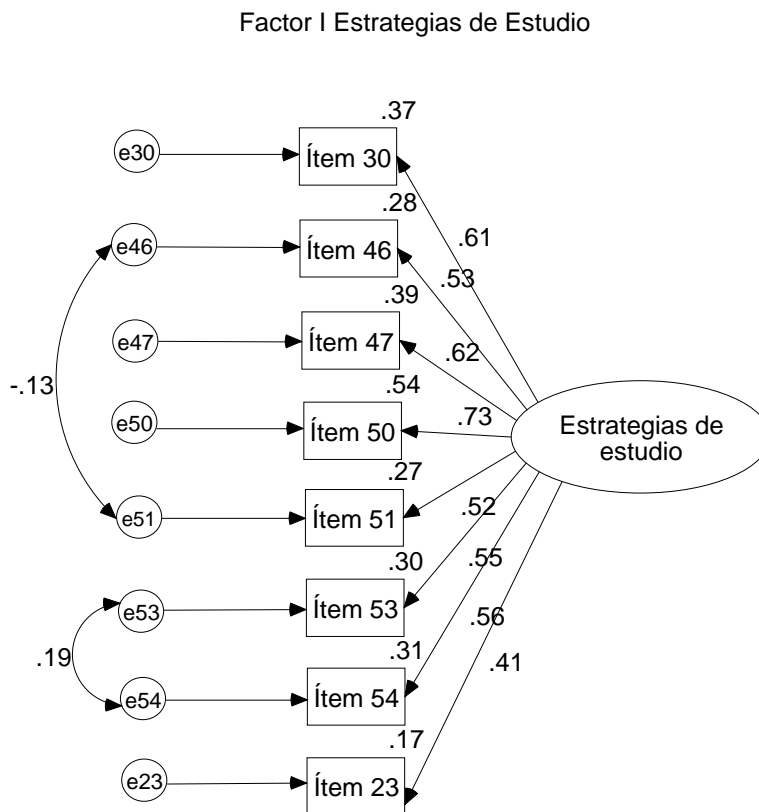 Factor I Estrategias de Estudio
.37
e30
Ítem 30
.61
.28
e46
Ítem 46
.53
.39
e47
Ítem 47
.62
-.13
.54
e50
Ítem 50
.73
Estrategias de
estudio
.27
e51
Ítem 51
.52
.30
e53
Ítem 53
.55
.19
.31
e54
Ítem 54
.56
.41
.17
e23
Ítem 23